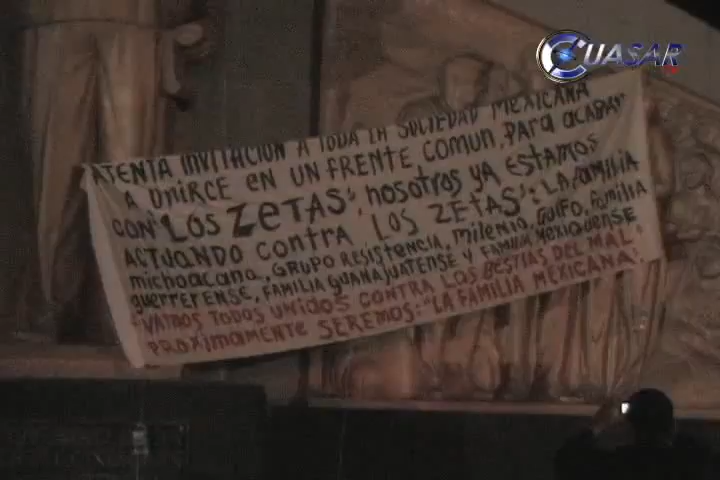 CUASAR
ATENTA INVITACION A TODA LA SOCIEDAD MEXICANA
A UNIRCE EN UN FRENTE COMUN, PARA ACABAR
CON "LOS ZETAS", NOSOTROS YA ESTAMOS
ACTUANDO CONTRA "LOS ZETAS": LA FAMILIA
MICHOACANA, GRUPO RESISTENCIA, MILENIO, GOLFO, FAMILIA
GUERRERENSE, FAMILIA GUANAJUATENSE Y FAMILIA MEXIQUENSE
"VAMOS TODOS UNIDOS CONTRA LAS BESTIAS DEL MAL"
PROXIMAMENTE SEREMOS: "LA FAMILIA MEXICANA".